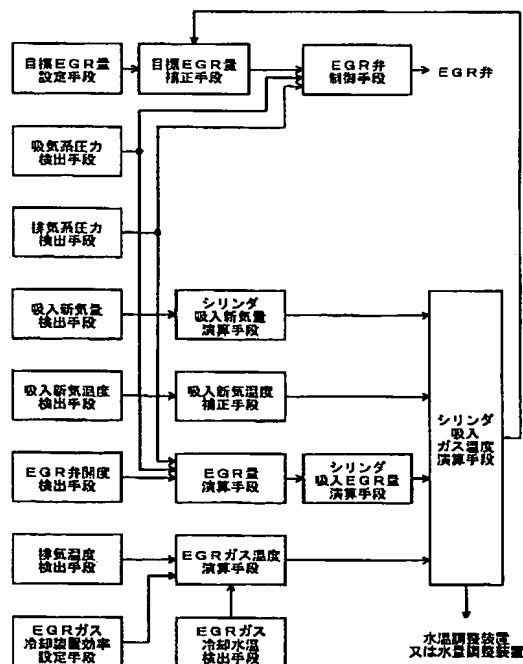 目標EGR量
設定手段
目標EGR量
補正手段
EGR弁
制御手段
EGR弁
吸気系圧力
検出手段
排気系圧力
検出手段
吸入新気量
検出手段
シリンダ
吸入新気量
演算手段
吸入新気温度
検出手段
吸入新気温度
補正手段
シリンダ
吸入
ガス温度
演算手段
EGR弁開度
検出手段
EGR量
演算手段
シリンダ
吸入EGR量
演算手段
排気温度
検出手段
EGRガス温度
演算手段
EGRガス
冷却装置効率
設定手段
EGRガス
冷却水温
検出手段
水温調整装置
又は水量調整装置